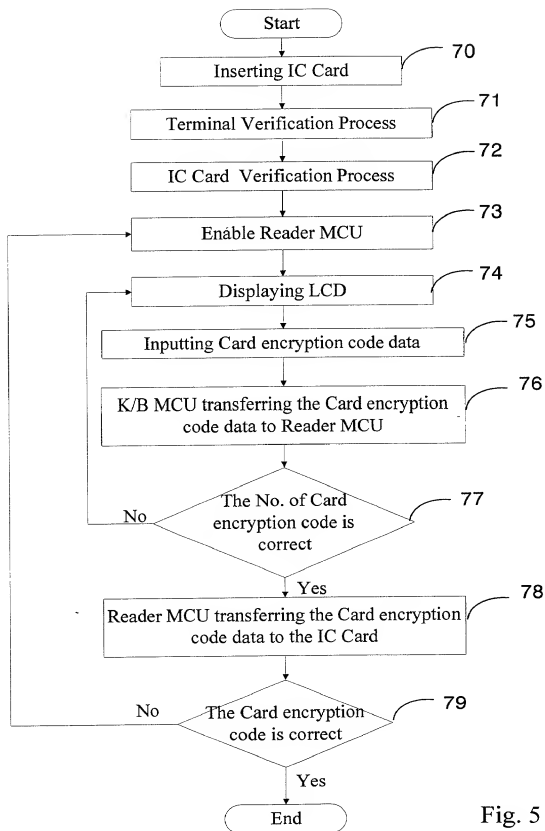 Start
70
Inserting IC Card
71
Terminal Verification Process
72
IC Card Verification Process
73
Enable Reader MCU
74
Displaying LCD
75
Inputting Card encryption code data
76
K/B MCU transferring the Card encryption
code data to Reader MCU
77
The No. of Card
encryption code is
correct
No
Yes
78
Reader MCU transferring the Card encryption
code data to the IC Card
79
No
The Card encryption
code is correct
Yes
End
Fig. 5